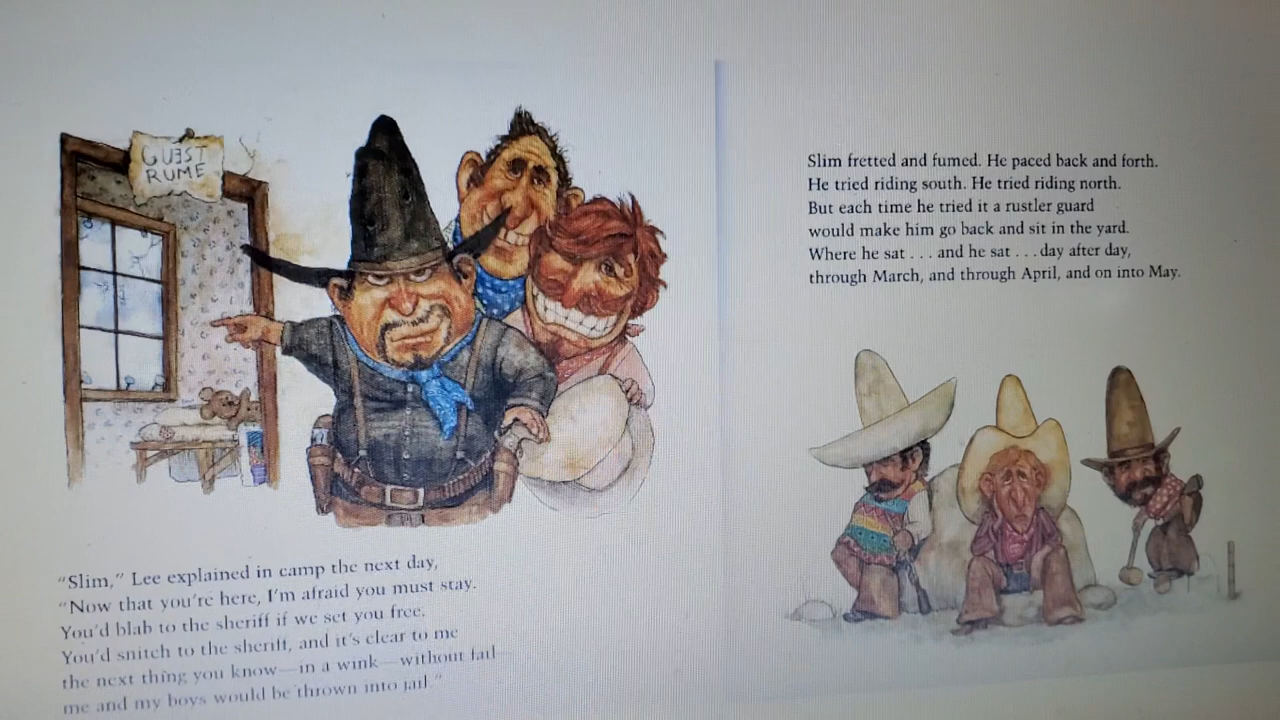 GUEST
RUME
“Slim,” Lee explained in camp the next day,
“Now that you’re here, I’m afraid you must stay.
You’d blab to the sheriff if we set you free.
You’d snitch to the sheriff, and it’s clear to me
the next thing you know—in a wink—without fail—
me and my boys would be thrown into jail.”
Slim fretted and fumed. He paced back and forth.
He tried riding south. He tried riding north.
But each time he tried it a rustler guard
would make him go back and sit in the yard.
Where he sat . . . and he sat . . . day after day,
through March, and through April, and on into May.